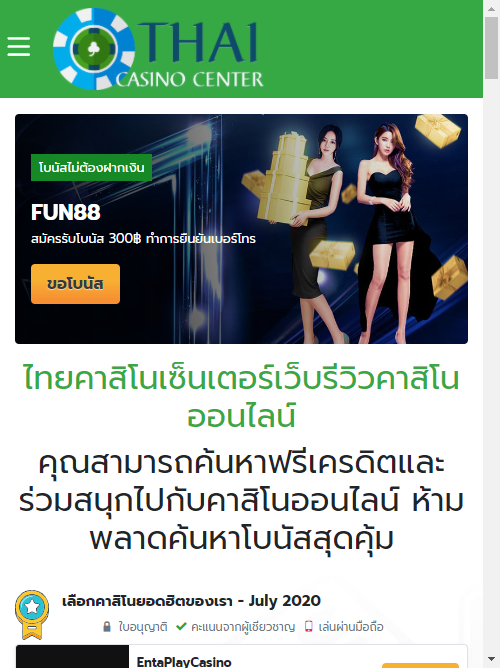 THAI
CASINO CENTER
โบนัสไม่ต้องฝากเงิน
FUN88
สมัครรับโบนัส 300฿ ทำการยืนยันเบอร์โทร
ขอโบนัส
ไทยคาสิโนเซ็นเตอร์เว็บรีวิวคาสิโน
ออนไลน์
คุณสามารถค้นหาฟรีเครดิตและ
ร่วมสนุกไปกับคาสิโนออนไลน์ ห้าม
พลาดค้นหาโบนัสสุดคุ้ม
เลือกคาสิโนยอดฮิตของเรา - July 2020
ใบอนุญาติ คะแนนจากผู้เชี่ยวชาญ เล่นผ่านมือถือ
EntaPlayCasino